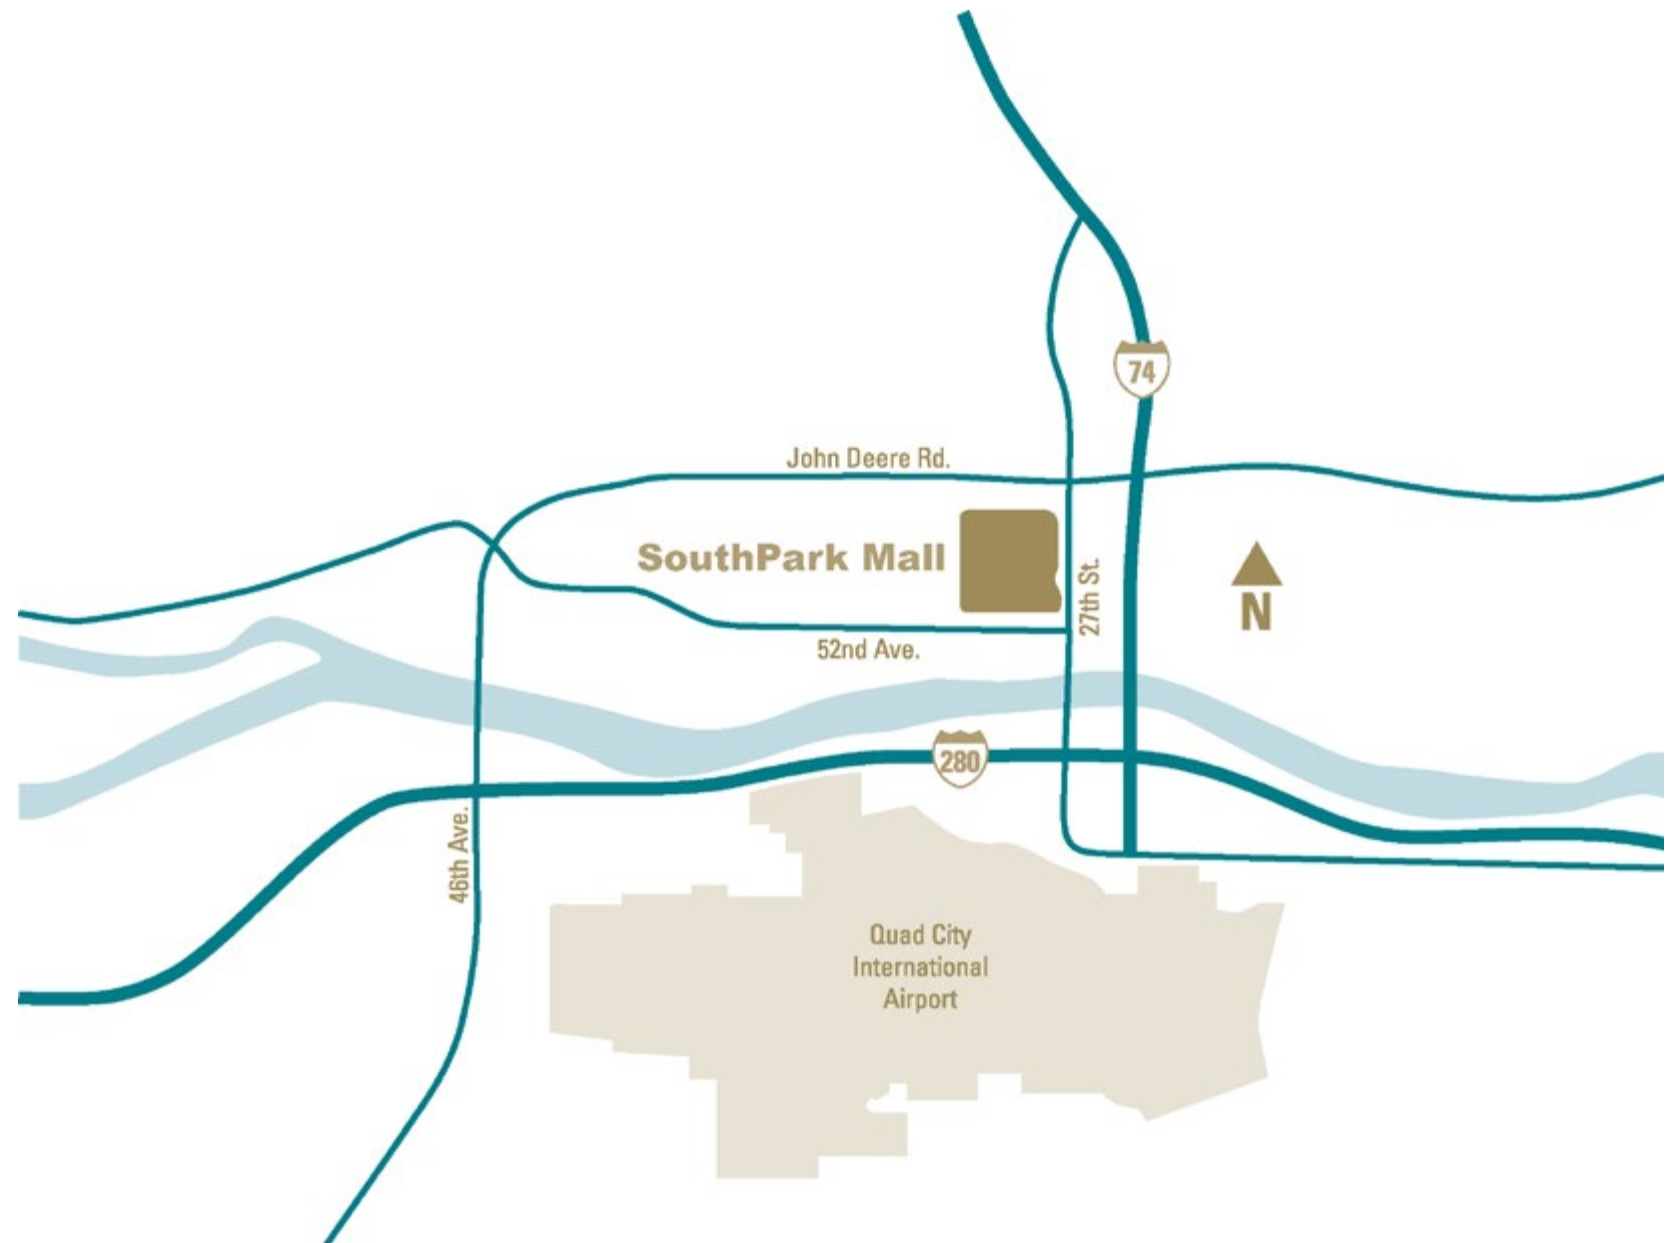 74
John Deere Rd.
SouthPark Mall
27th St.
N
52nd Ave.
280
46th Ave.
Quad City
International
Airport